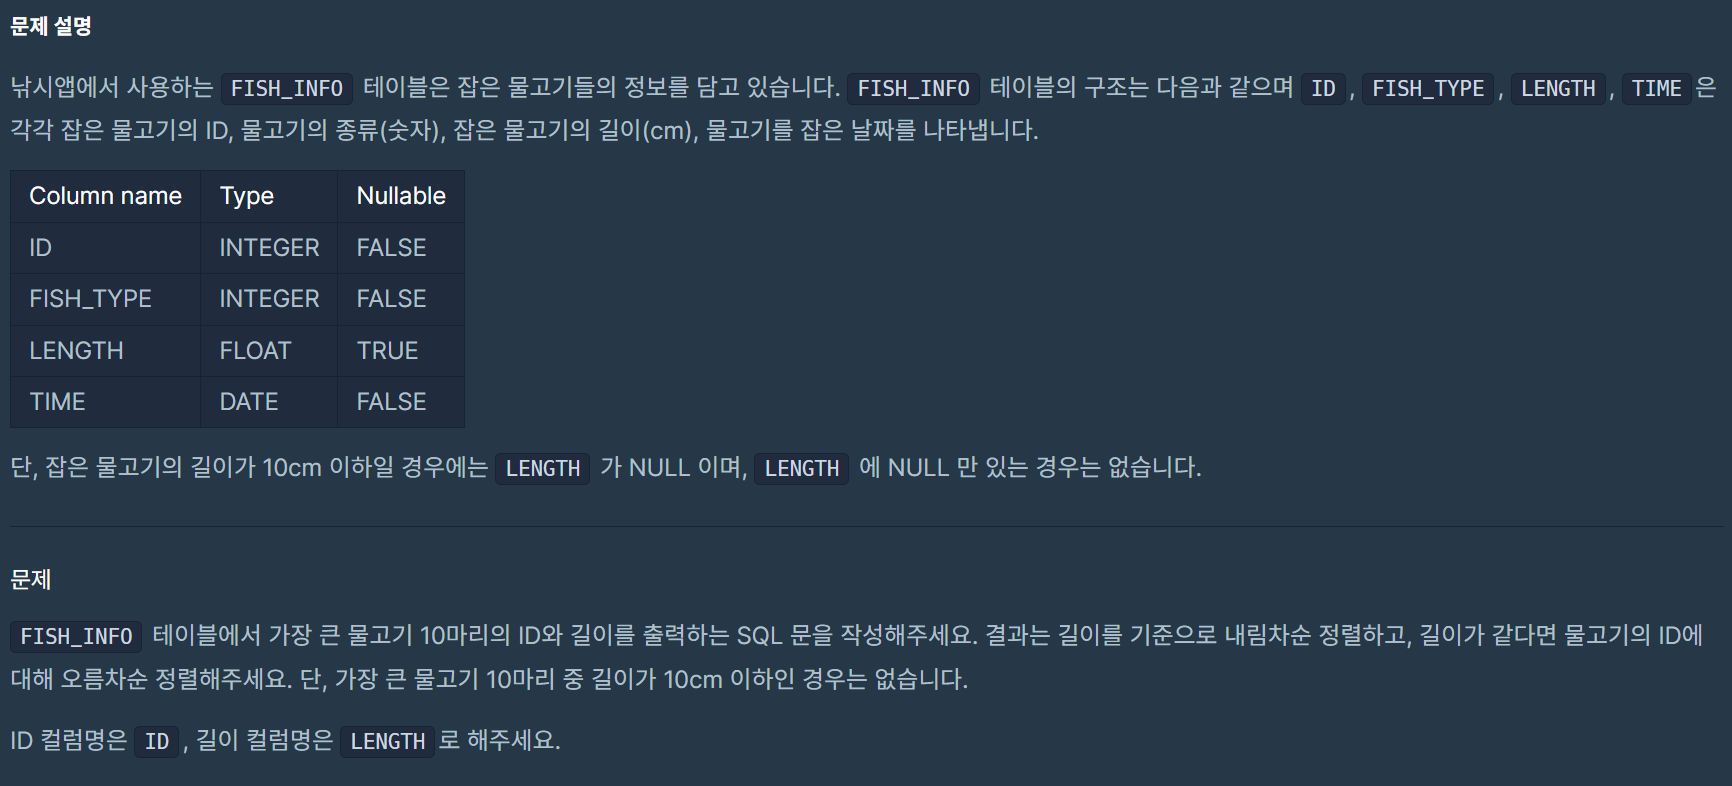 문제 설명
낚시앱에서 사용하는 FISH_INFO 테이블은 잡은 물고기들의 정보를 담고 있습니다. FISH_INFO 테이블의 구조는 다음과 같으며 ID, FISH_TYPE, LENGTH, TIME은
각각 잡은 물고기의 ID, 물고기의 종류(숫자), 잡은 물고기의 길이(cm), 물고기를 잡은 날짜를 나타냅니다.
Column name Type Nullable
ID INTEGER FALSE
FISH_TYPE INTEGER FALSE
LENGTH FLOAT TRUE
TIME DATE FALSE
단, 잡은 물고기의 길이가 10cm 이하일 경우에는 LENGTH 가 NULL 이며, LENGTH 에 NULL 만 있는 경우는 없습니다.
문제
FISH_INFO 테이블에서 가장 큰 물고기 10마리의 ID와 길이를 출력하는 SQL 문을 작성해주세요. 결과는 길이를 기준으로 내림차순 정렬하고, 길이가 같다면 물고기의 ID에
대해 오름차순 정렬해주세요. 단, 가장 큰 물고기 10마리 중 길이가 10cm 이하인 경우는 없습니다.
ID 컬럼명은 ID, 길이 컬럼명은 LENGTH로 해주세요.